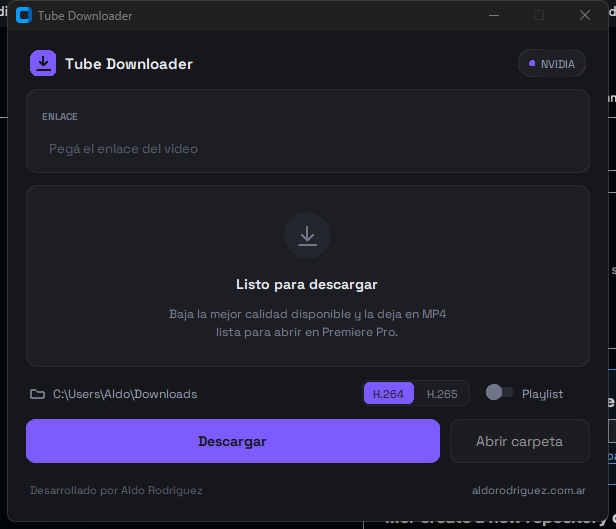 Tube Downloader
Tube Downloader
NVIDIA
ENLACE
Pegá el enlace del video
Listo para descargar
Baja la mejor calidad disponible y la deja en MP4
lista para abrir en Premiere Pro.
C:\Users\Aldo\Downloads
H.264
H.265
Playlist
Descargar
Abrir carpeta
Desarrollado por Aldo Rodriguez
aldorodriguez.com.ar